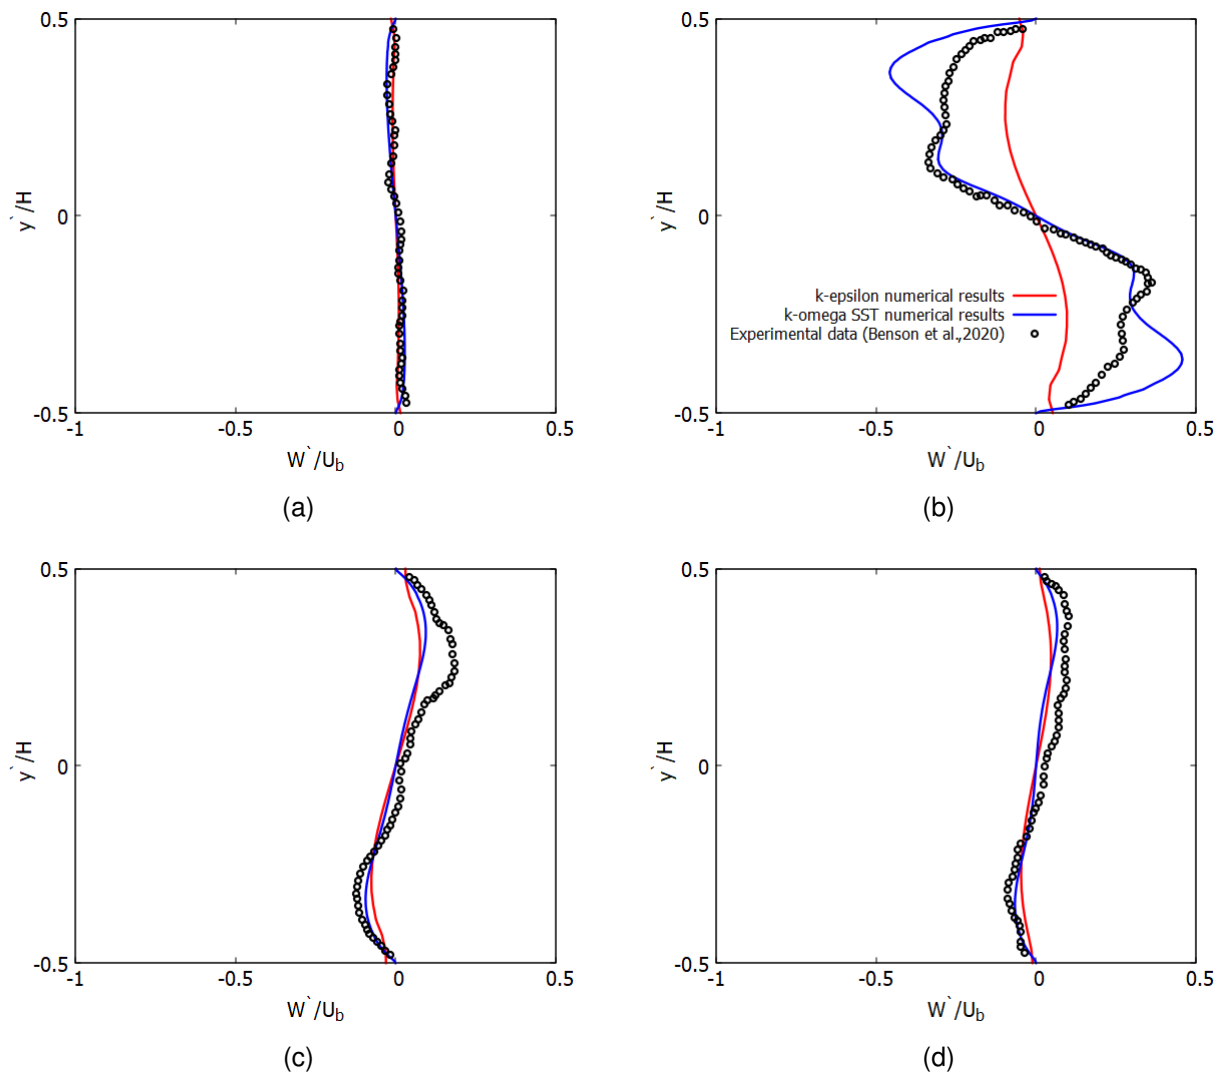 0.5
y`/H
0
-0.5
-1
-0.5
0
0.5
W`/U_b
(a)
0.5
y`/H
0
k-epsilon numerical results
k-omega SST numerical results
Experimental data (Benson et al.,2020)
-0.5
-1
-0.5
0
0.5
W`/U_b
(b)
0.5
y`/H
0
-0.5
-1
-0.5
0
0.5
W`/U_b
(c)
0.5
y`/H
0
-0.5
-1
-0.5
0
0.5
W`/U_b
(d)